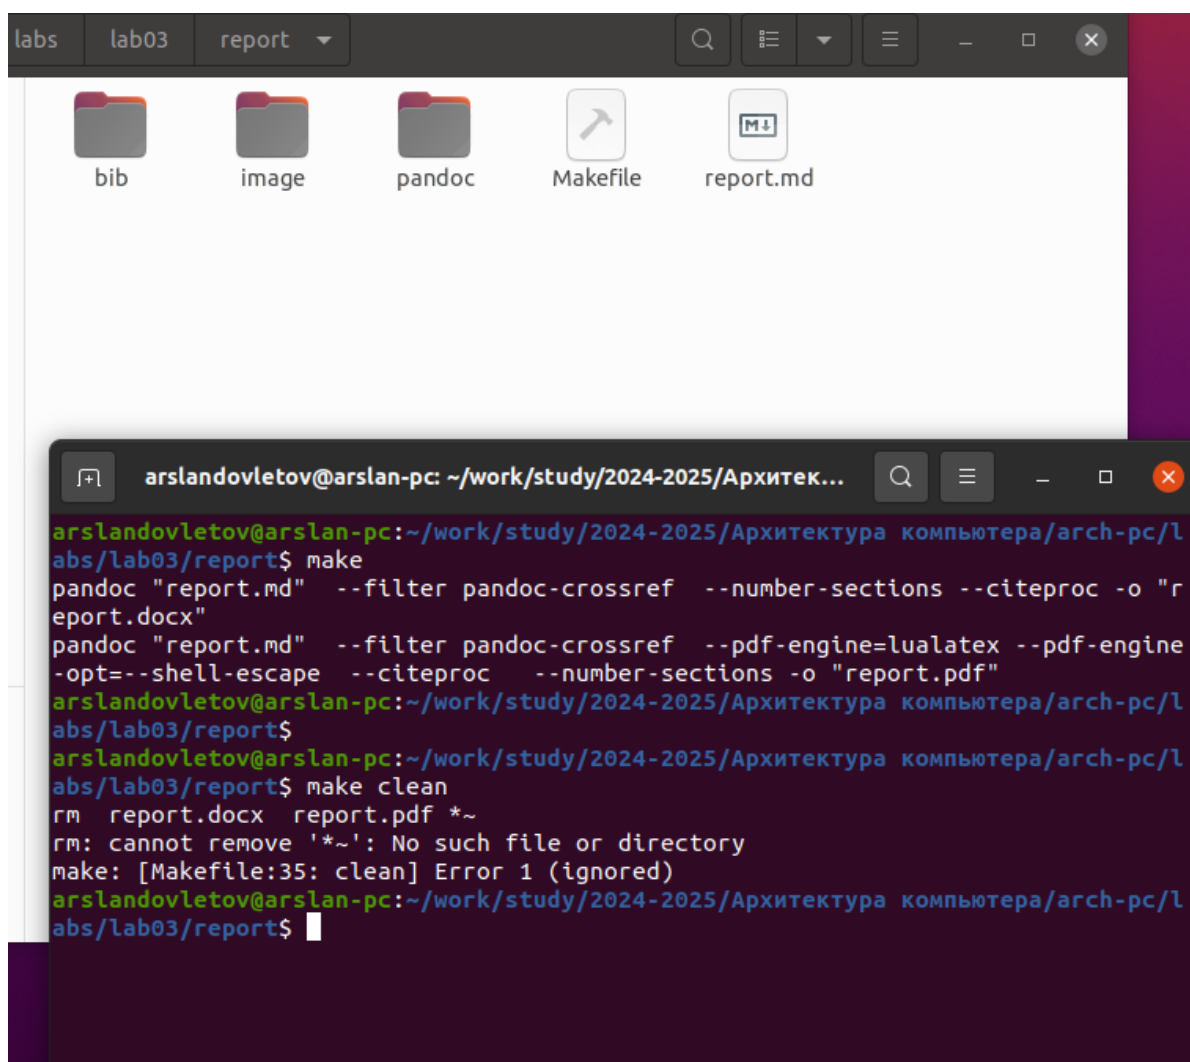 labs lab03 report
bib image pandoc Makefile report.md
M
arslandovletov@arslan-pc: ~/work/study/2024-2025/Архитек...
arslandovletov@arslan-pc:~/work/study/2024-2025/Архитектура компьютера/arch-pc/l
abs/lab03/report$ make
pandoc "report.md"  --filter pandoc-crossref  --number-sections --citeproc -o "r
eport.docx"
pandoc "report.md"  --filter pandoc-crossref  --pdf-engine=lualatex --pdf-engine
-opt=--shell-escape  --citeproc   --number-sections -o "report.pdf"
arslandovletov@arslan-pc:~/work/study/2024-2025/Архитектура компьютера/arch-pc/l
abs/lab03/report$
arslandovletov@arslan-pc:~/work/study/2024-2025/Архитектура компьютера/arch-pc/l
abs/lab03/report$ make clean
rm  report.docx  report.pdf *~
rm: cannot remove '*~': No such file or directory
make: [Makefile:35: clean] Error 1 (ignored)
arslandovletov@arslan-pc:~/work/study/2024-2025/Архитектура компьютера/arch-pc/l
abs/lab03/report$